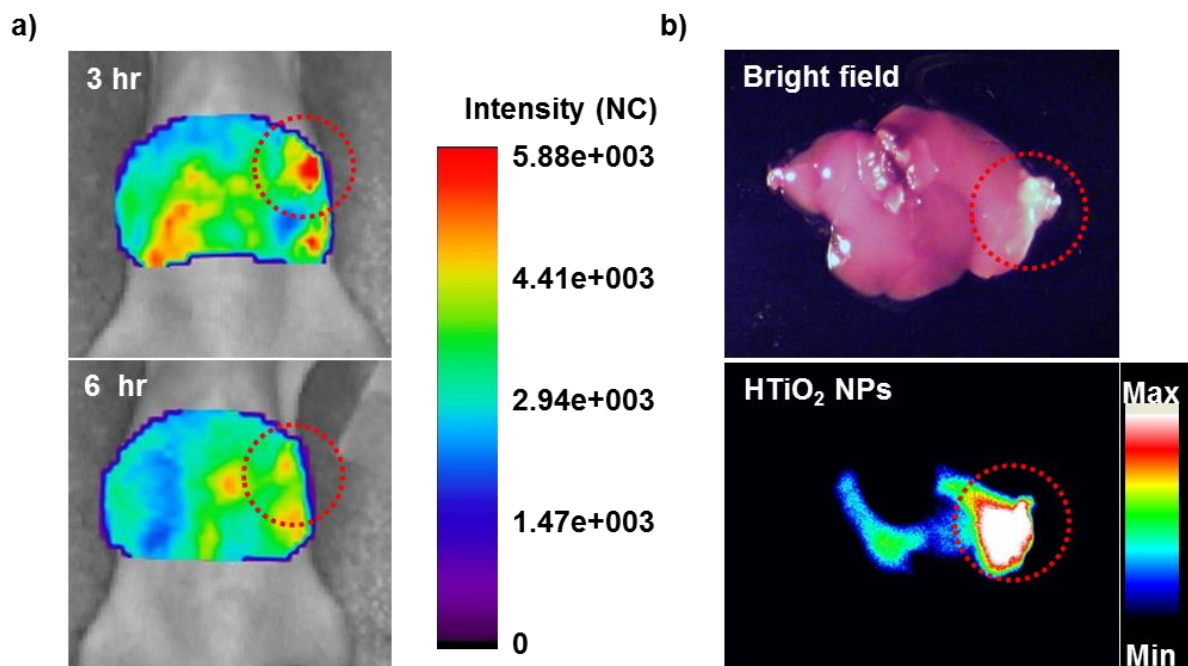 a)
3 hr
6 hr
Intensity (NC)
5.88e+003
4.41e+003
2.94e+003
1.47e+003
0
b)
Bright field
HTiO₂ NPs
Max
Min